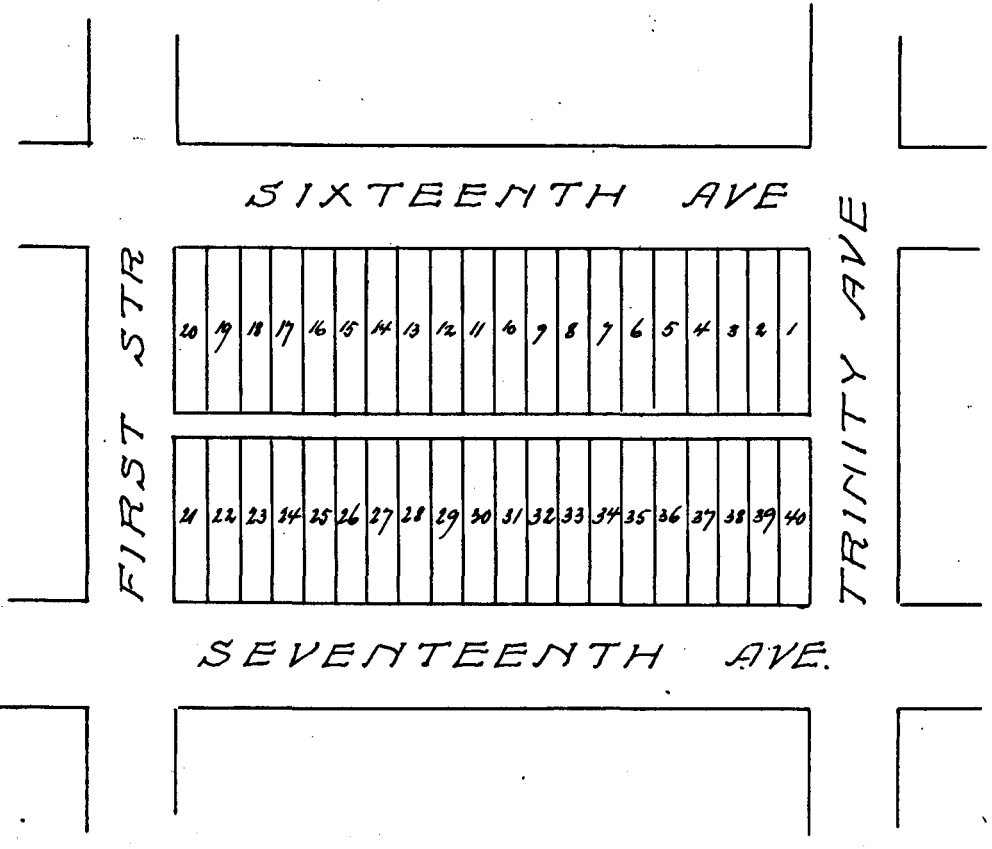 SIXTEENTH AVE
FIRST STR
TRINITY AVE
20 19 18 17 16 15 14 13 12 11 10 9 8 7 6 5 4 3 2 1
21 22 23 24 25 26 27 28 29 30 31 32 33 34 35 36 37 38 39 40
SEVENTEENTH AVE.